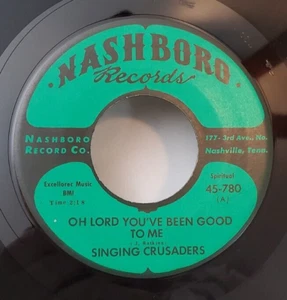 NASHBORO
Records
NASHBORO
RECORD CO.
177-3rd Ave. No.
Nashville, Tenn.
Excellorec Music
BMI
Time:
Spiritual
45-780
(A)
OH LORD YOU'VE BEEN GOOD
TO ME
SINGING CRUSADERS